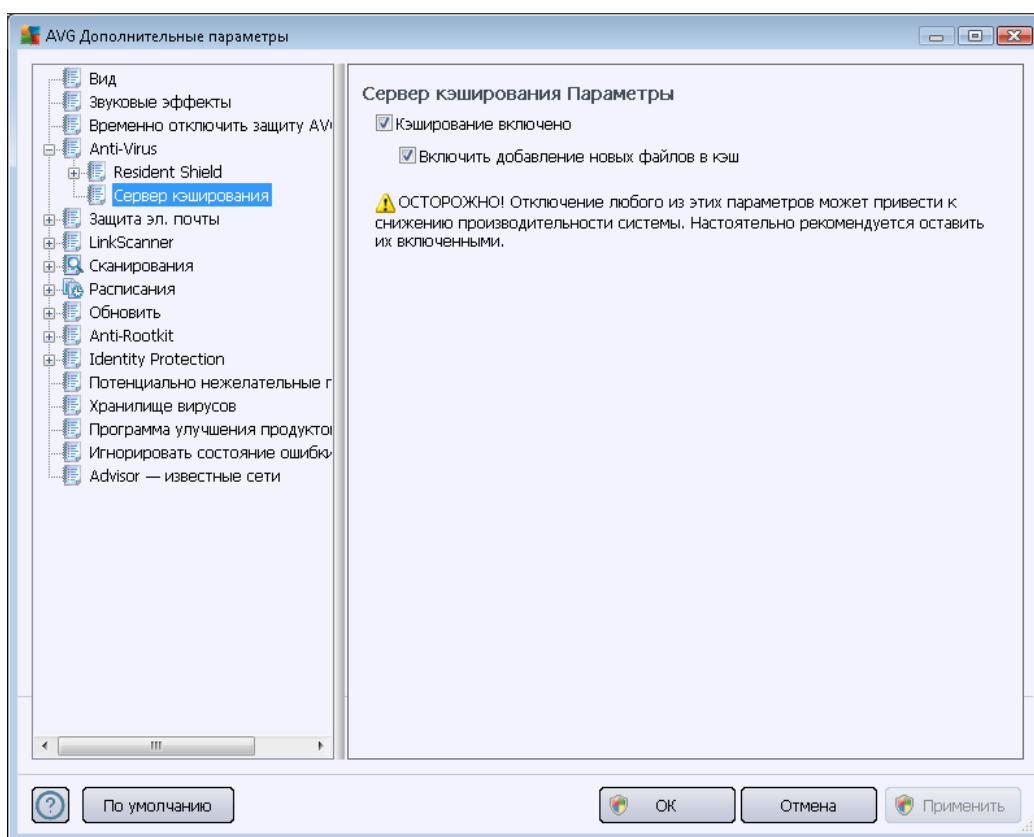 AVG Дополнительные параметры
Вид
Звуковые эффекты
Временно отключить защиту
Anti-Virus
Resident Shield
Сервер кэширования
Защита эл. почты
LinkScanner
Сканирования
Расписания
Обновить
Anti-Rootkit
Identity Protection
Потенциально нежелательные
Хранилище вирусов
Программа улучшения
Игнорировать состояние
Advisor — известные сети
Сервер кэширования Параметры
Кэширование включено
Включить добавление новых файлов в кэш
ОСТОРОЖНО! Отключение любого из этих параметров может привести к
снижению производительности системы. Настоятельно рекомендуется оставить
их включенными.
По умолчанию
ОК
Отмена
Применить